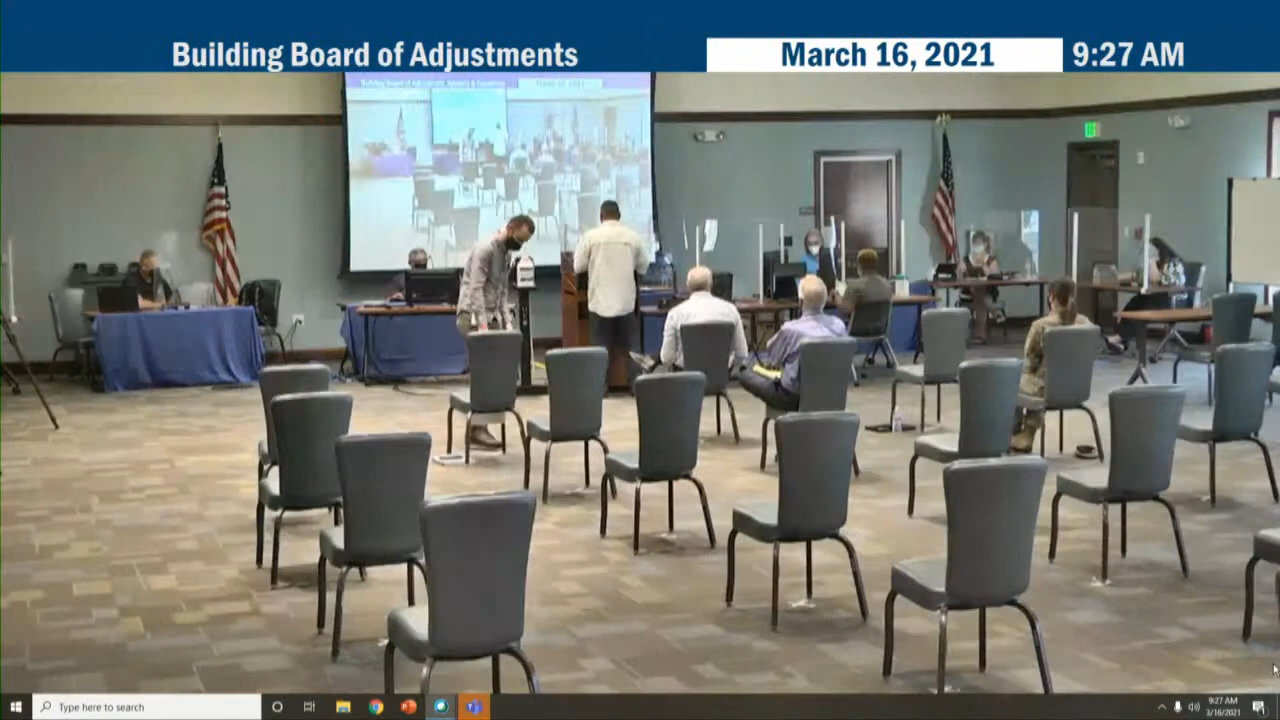 Building Board of Adjustments
March 16, 2021
9:27 AM
Type here to search
9:27 AM
3/16/2021